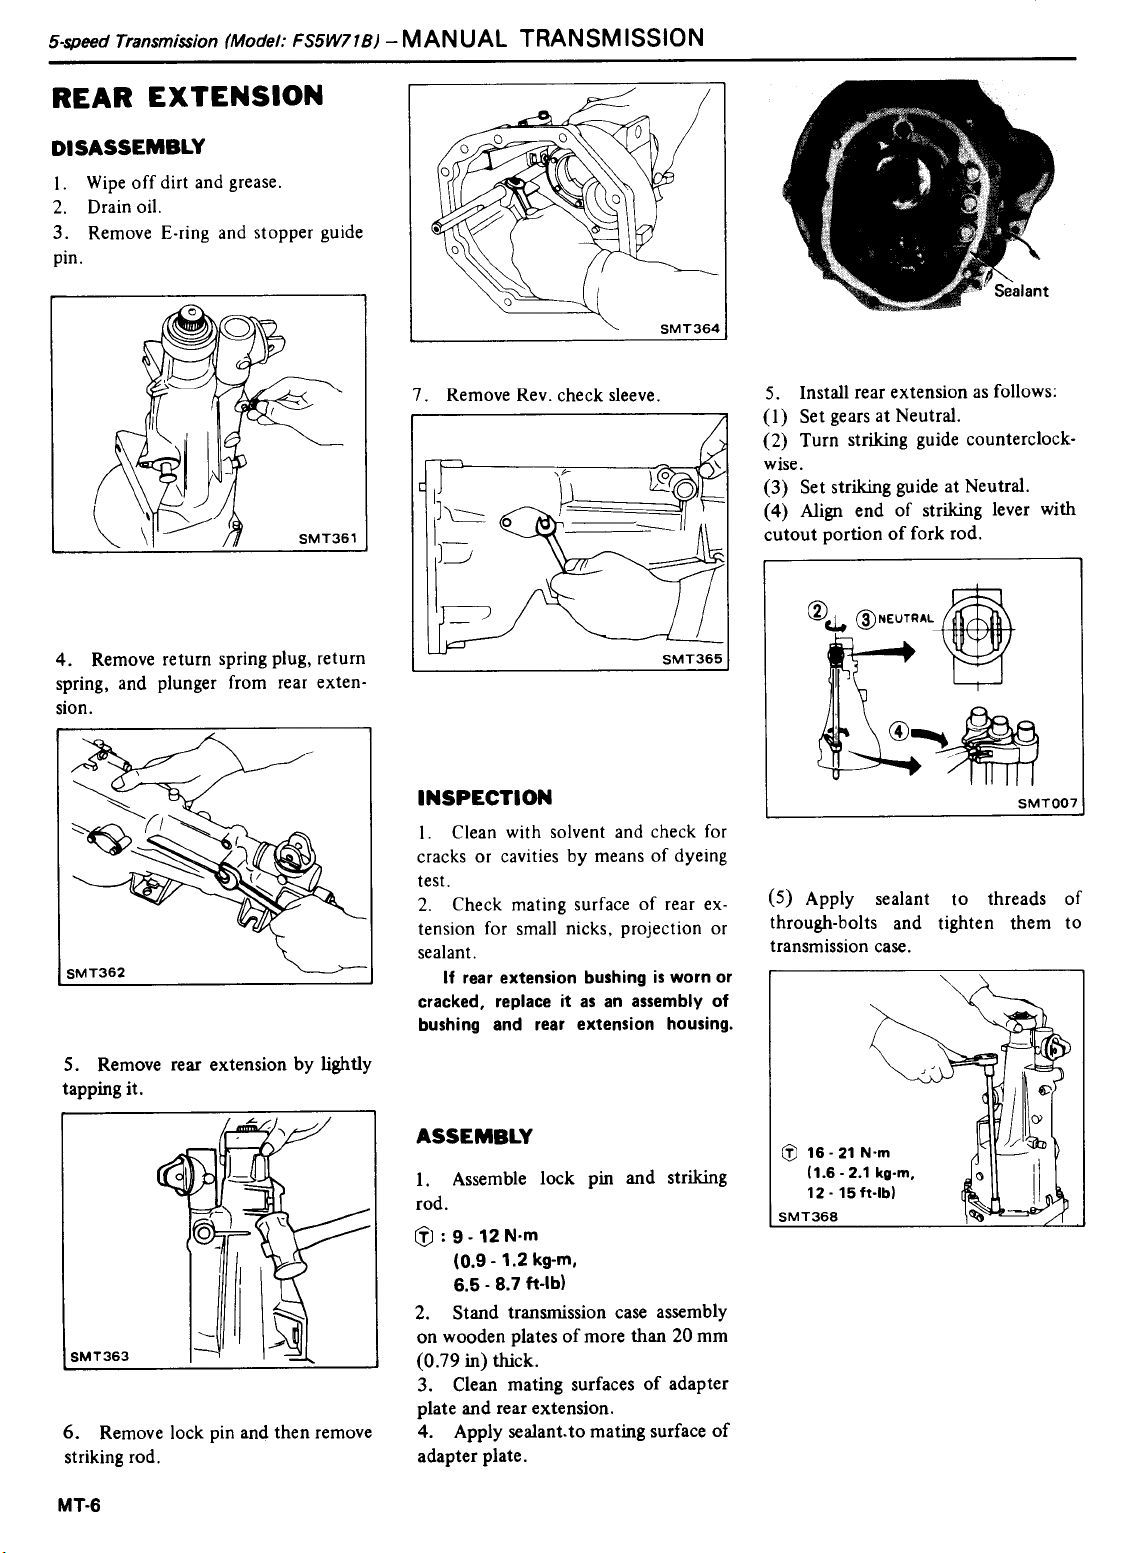 5-speed Transmission (Model: FS5W71B) – MANUAL TRANSMISSION
REAR EXTENSION
DISASSEMBLY
1. Wipe off dirt and grease.
2. Drain oil.
3. Remove E-ring and stopper guide
pin.
SMT361
4. Remove return spring plug, return
spring, and plunger from rear exten-
sion.
SMT362
5. Remove rear extension by lightly
tapping it.
SMT363
6. Remove lock pin and then remove
striking rod.
SMT364
7. Remove Rev. check sleeve.
SMT365
INSPECTION
1. Clean with solvent and check for
cracks or cavities by means of dyeing
test.
2. Check mating surface of rear ex-
tension for small nicks, projection or
sealant.
If rear extension bushing is worn or
cracked, replace it as an assembly of
bushing and rear extension housing.
ASSEMBLY
1. Assemble lock pin and striking
rod.
Ⓣ : 9 - 12 N·m
(0.9 - 1.2 kg-m,
6.5 - 8.7 ft-lb)
2. Stand transmission case assembly
on wooden plates of more than 20 mm
(0.79 in) thick.
3. Clean mating surfaces of adapter
plate and rear extension.
4. Apply sealant to mating surface of
adapter plate.
Sealant
5. Install rear extension as follows:
(1) Set gears at Neutral.
(2) Turn striking guide counterclock-
wise.
(3) Set striking guide at Neutral.
(4) Align end of striking lever with
cutout portion of fork rod.
② ③ NEUTRAL
④
SMT007
(5) Apply sealant to threads of
through-bolts and tighten them to
transmission case.
Ⓣ 16 - 21 N·m
(1.6 - 2.1 kg-m,
12 - 15 ft-lb)
SMT368
MT-6